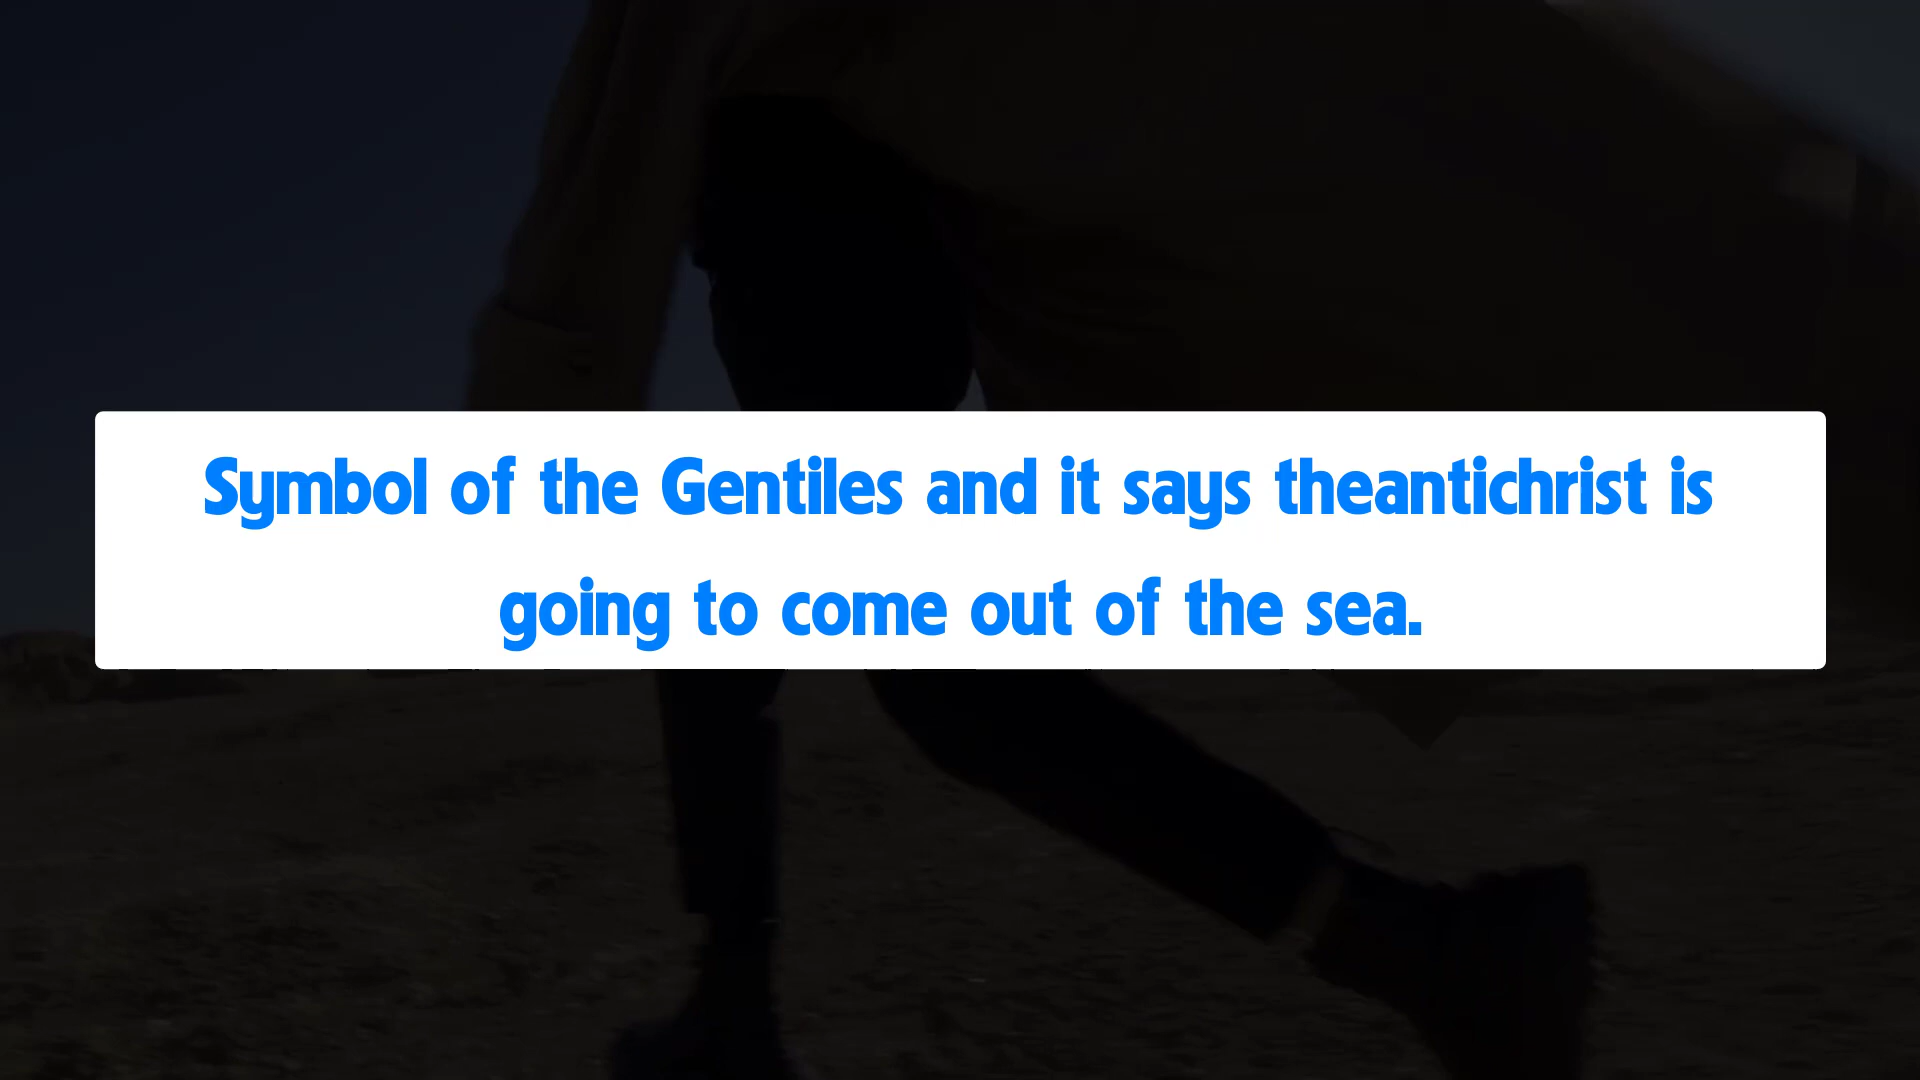 Symbol of the Gentiles and it says theantichrist is
going to come out of the sea.